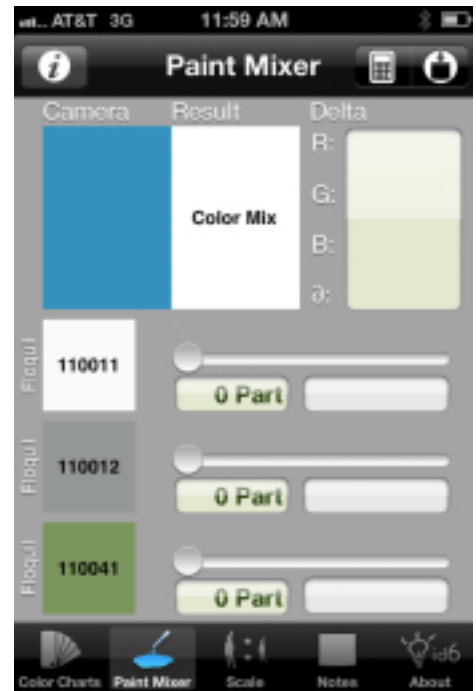 AT&T 3G 11:59 AM
Paint Mixer
Camera Result Delta
R:
G:
Color Mix
B:
∂:
Floquil
110011
0 Part
Floquil
110012
0 Part
Floquil
110041
0 Part
id6
Color Charts Paint Mixer Scale Notes About